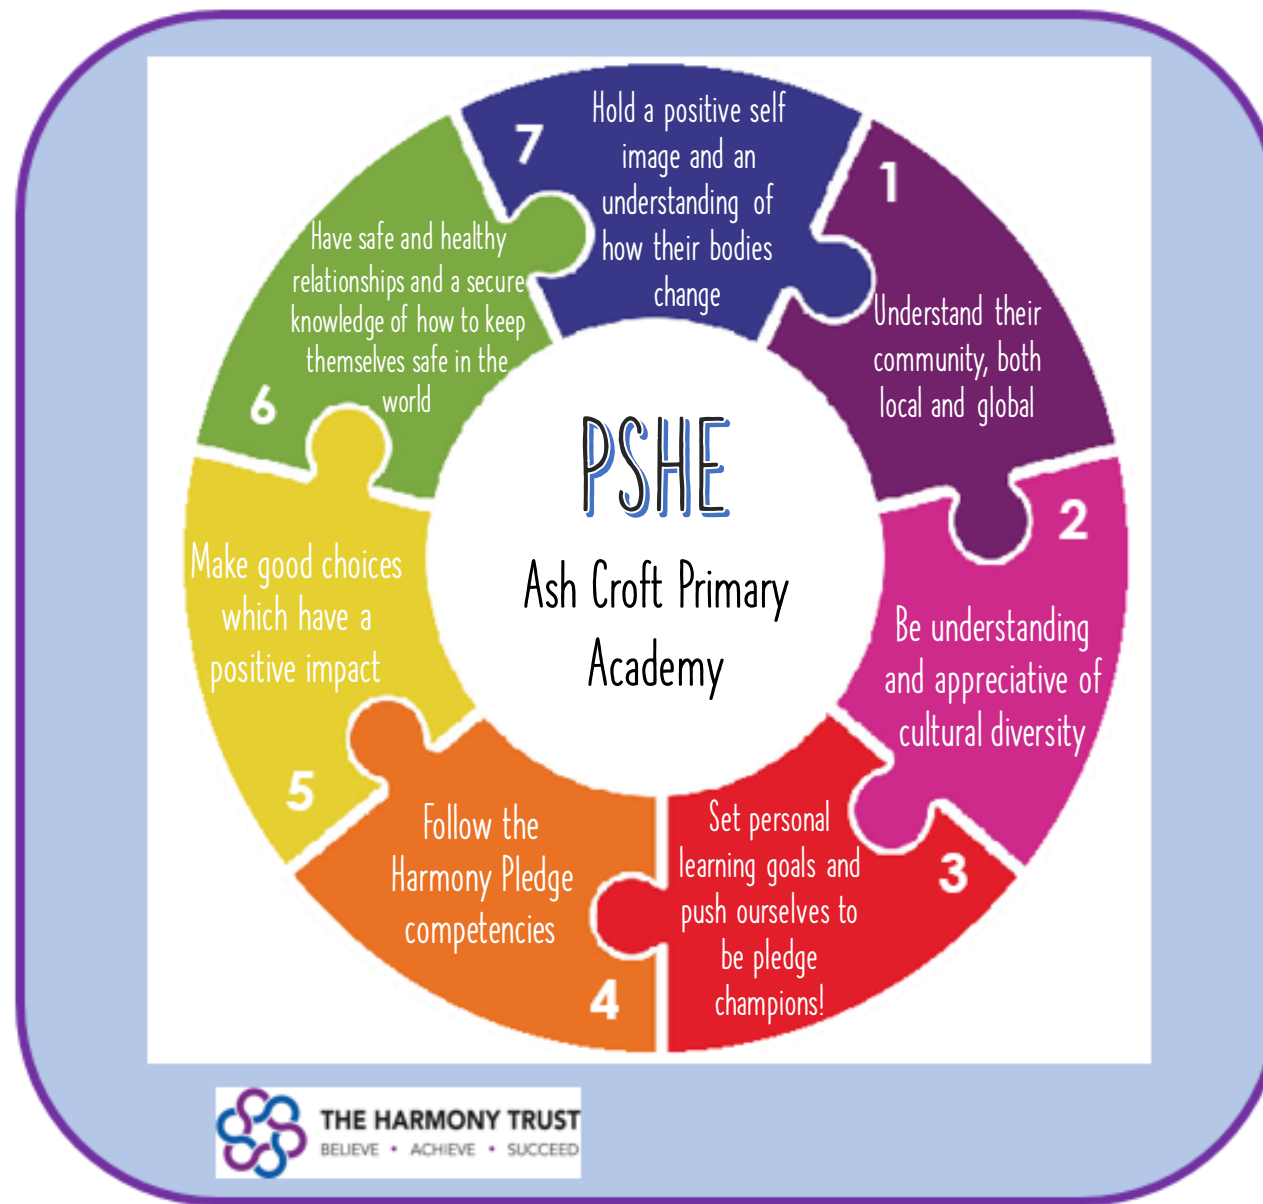 PSHE
Ash Croft Primary
Academy
1
Understand their
community, both
local and global
2
Be understanding
and appreciative of
cultural diversity
3
Set personal
learning goals and
push ourselves to
be pledge
champions!
4
Follow the
Harmony Pledge
competencies
5
Make good choices
which have a
positive impact
6
Have safe and healthy
relationships and a secure
knowledge of how to keep
themselves safe in the
world
7
Hold a positive self
image and an
understanding of
how their bodies
change
THE HARMONY TRUST
BELIEVE • ACHIEVE • SUCCEED